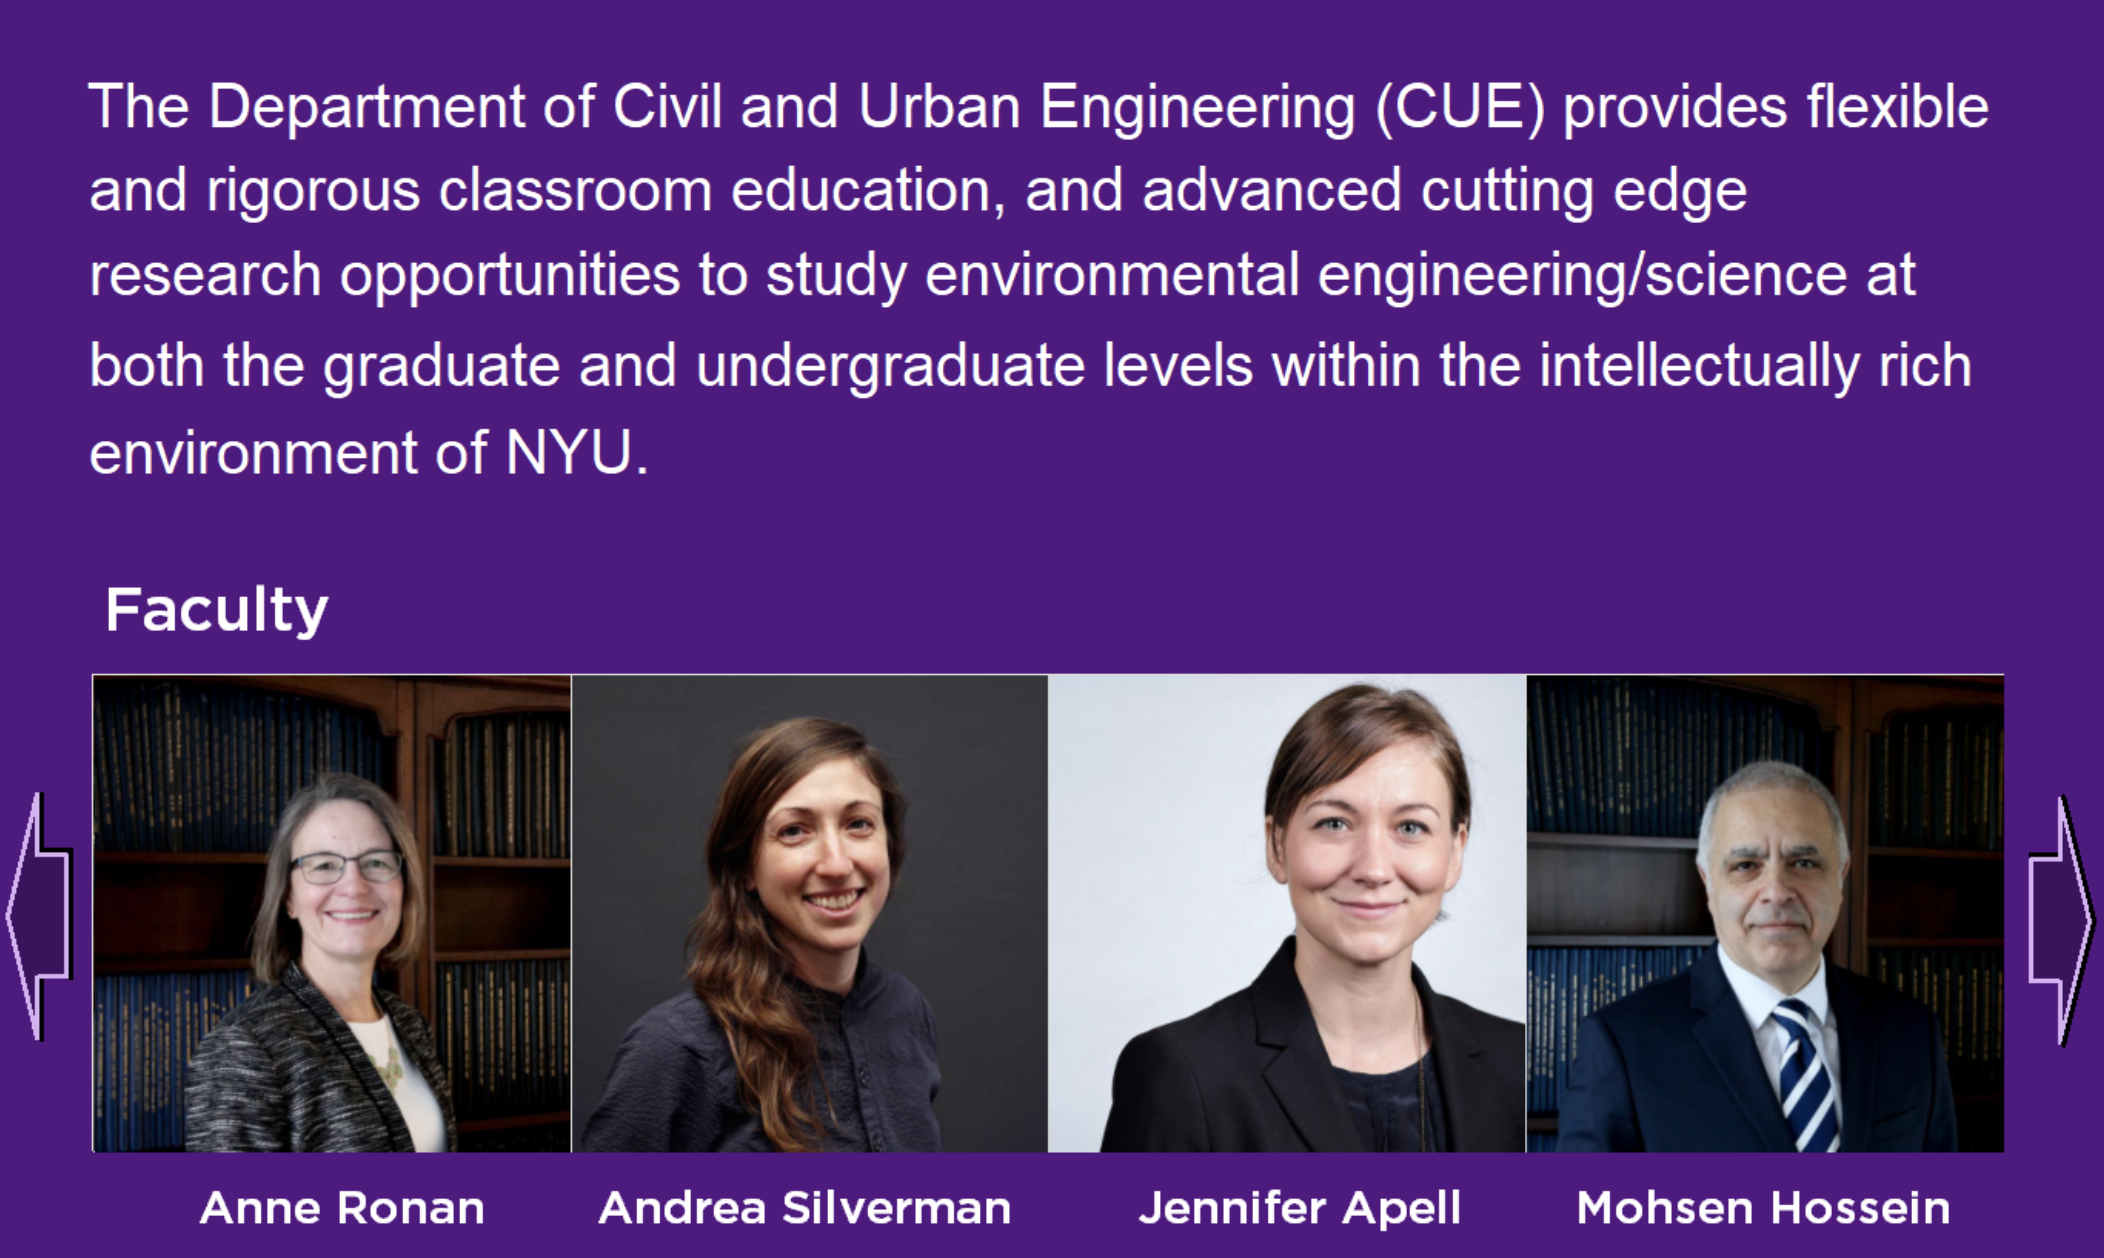 The Department of Civil and Urban Engineering (CUE) provides flexible
and rigorous classroom education, and advanced cutting edge
research opportunities to study environmental engineering/science at
both the graduate and undergraduate levels within the intellectually rich
environment of NYU.
Faculty
Anne Ronan
Andrea Silverman
Jennifer Apell
Mohsen Hossein